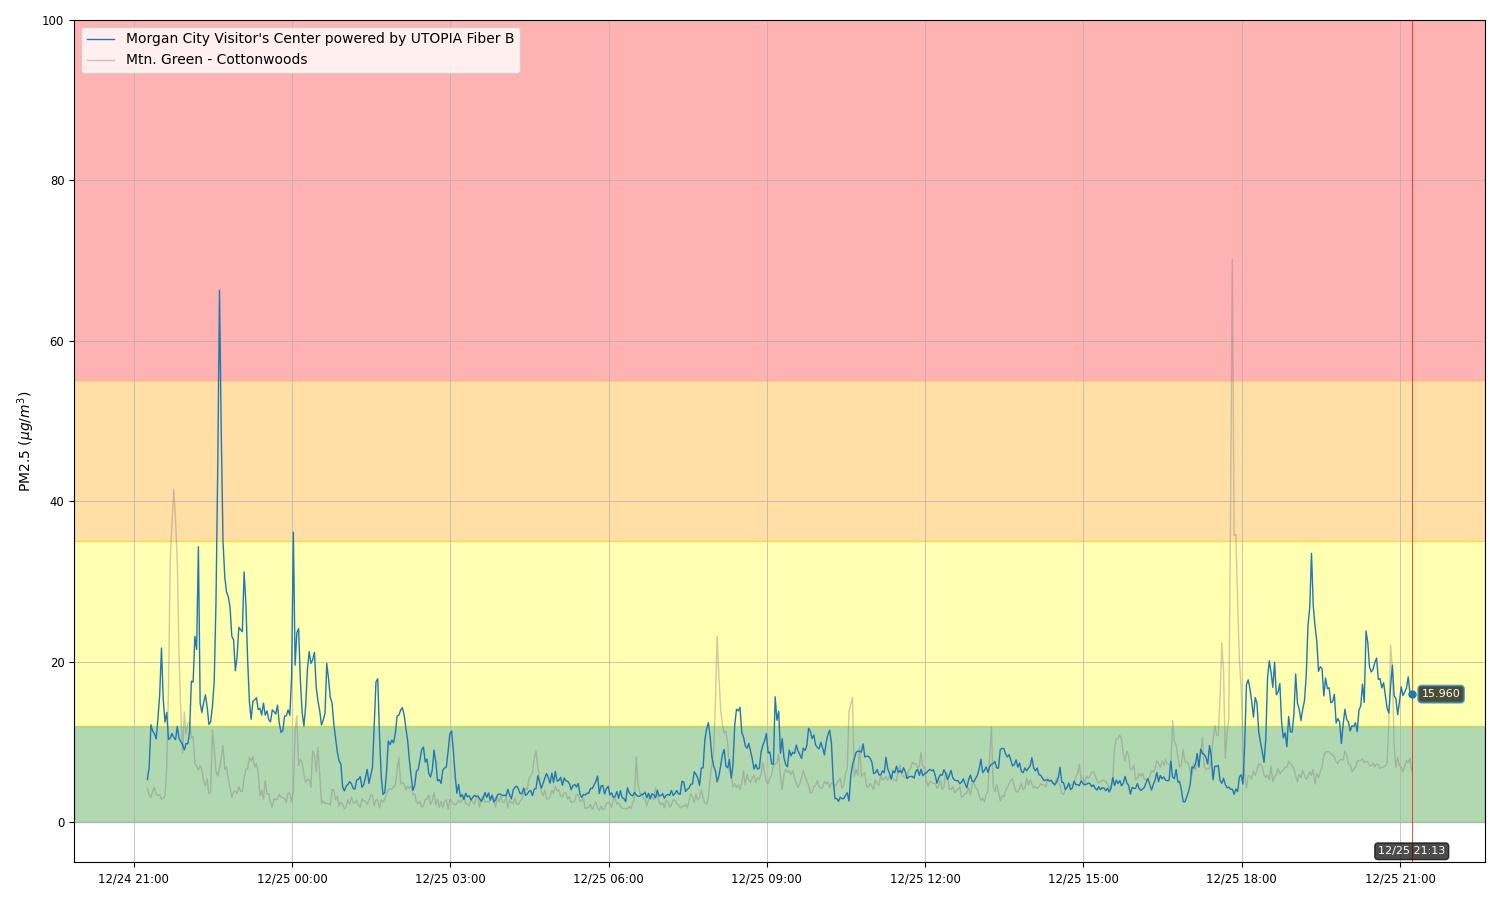 100
80
60
40
20
0
PM2.5 (μg/m³)
Morgan City Visitor's Center powered by UTOPIA Fiber B
Mtn. Green - Cottonwoods
15.960
12/25 21:13
12/24 21:00 12/25 00:00 12/25 03:00 12/25 06:00 12/25 09:00 12/25 12:00 12/25 15:00 12/25 18:00 12/25 21:00